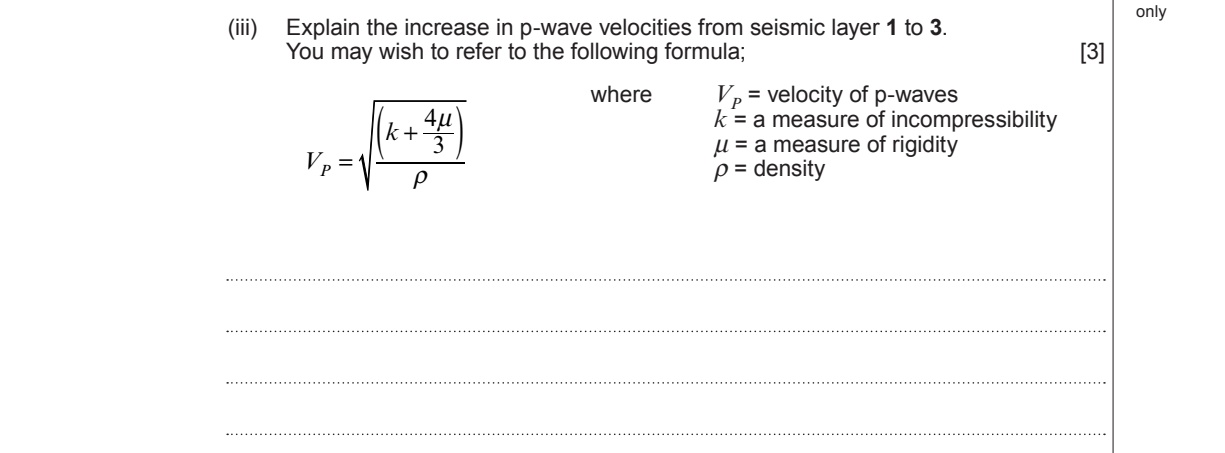 only
(iii) Explain the increase in p-wave velocities from seismic layer 1 to 3.
You may wish to refer to the following formula; [3]
where V_P = velocity of p-waves
k = a measure of incompressibility
μ = a measure of rigidity
ρ = density
V_P = √((k + 4μ/3)/ρ)